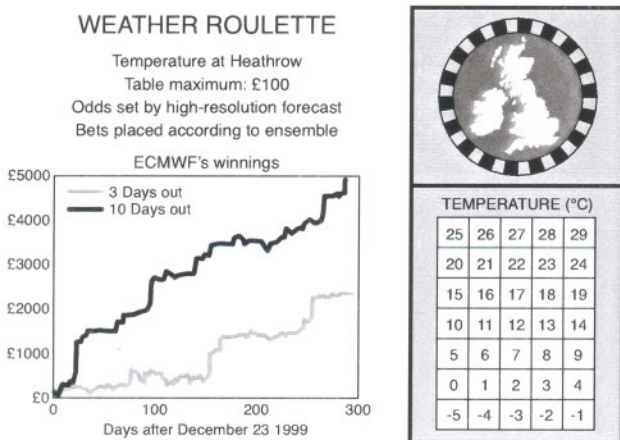 WEATHER ROULETTE
Temperature at Heathrow
Table maximum: £100
Odds set by high-resolution forecast
Bets placed according to ensemble
ECMWF's winnings
£5000
£4000
£3000
£2000
£1000
£0
3 Days out
10 Days out
0 100 200 300
Days after December 23 1999
TEMPERATURE (°C)
25 26 27 28 29
20 21 22 23 24
15 16 17 18 19
10 11 12 13 14
5 6 7 8 9
0 1 2 3 4
-5 -4 -3 -2 -1